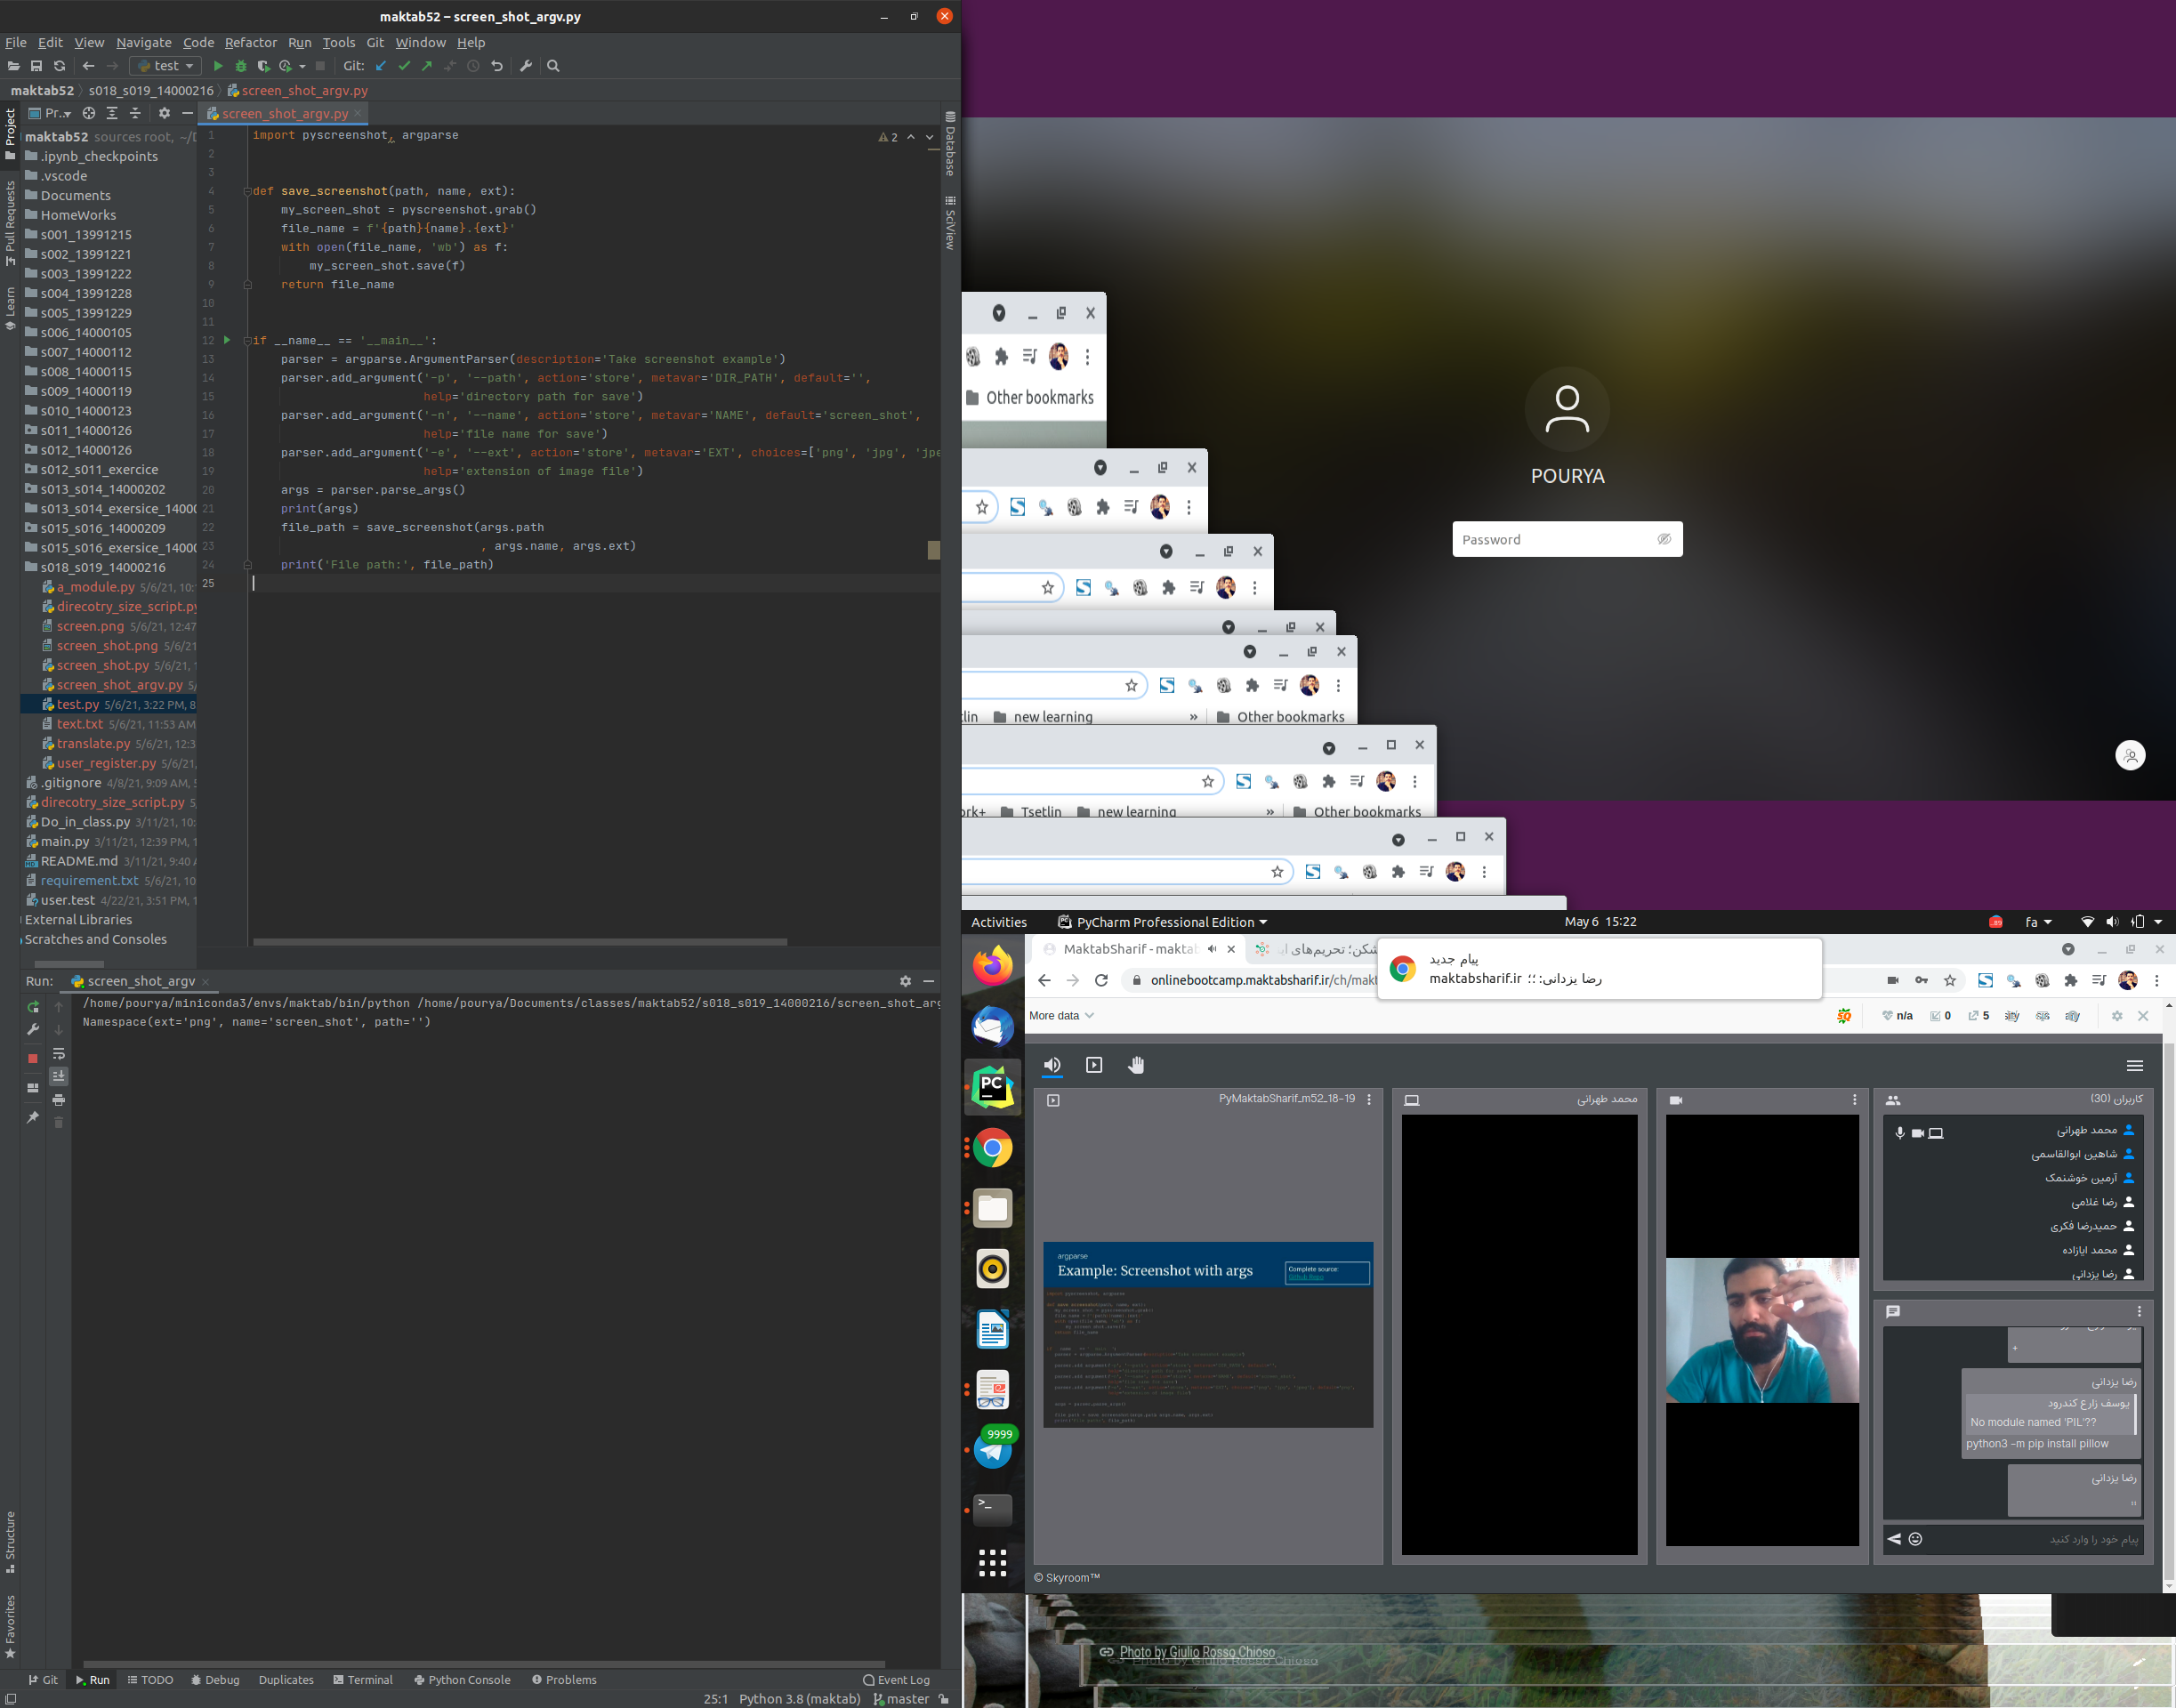 maktab52 – screen_shot_argv.py
File Edit View Navigate Code Refactor Run Tools Git Window Help
test Git:
maktab52 s018_s019_14000216 screen_shot_argv.py
Project
Pull Requests
Learn
Structure
Favorites
Pr..
maktab52 sources root, ~/
.ipynb_checkpoints
.vscode
Documents
HomeWorks
s001_13991215
s002_13991221
s003_13991222
s004_13991228
s005_13991229
s006_14000105
s007_14000112
s008_14000115
s009_14000119
s010_14000123
s011_14000126
s012_14000126
s012_s011_exercice
s013_s014_14000202
s013_s014_exersice_1400
s015_s016_14000209
s015_s016_exersice_1400
s018_s019_14000216
a_module.py 5/6/21, 10:
direcotry_size_script.py
screen.png 5/6/21, 12:47
screen_shot.png 5/6/21
screen_shot.py 5/6/21, 1
screen_shot_argv.py 5/
test.py 5/6/21, 3:22 PM, 8
text.txt 5/6/21, 11:53 AM
translate.py 5/6/21, 12:3
user_register.py 5/6/21,
.gitignore 4/8/21, 9:09 AM, 5
direcotry_size_script.py 5/
Do_in_class.py 3/11/21, 10:
main.py 3/11/21, 12:39 PM, 1
README.md 3/11/21, 9:40
requirement.txt 5/6/21, 10
user.test 4/22/21, 3:51 PM, 1
External Libraries
Scratches and Consoles
screen_shot_argv.py
2
Database
SciView
1 import pyscreenshot, argparse
2
3
4 def save_screenshot(path, name, ext):
5 my_screen_shot = pyscreenshot.grab()
6 file_name = f'{path}{name}.{ext}'
7 with open(file_name, 'wb') as f:
8 my_screen_shot.save(f)
9 return file_name
10
11
12 if __name__ == '__main__':
13 parser = argparse.ArgumentParser(description='Take screenshot example')
14 parser.add_argument('-p', '--path', action='store', metavar='DIR_PATH', default='',
15 help='directory path for save')
16 parser.add_argument('-n', '--name', action='store', metavar='NAME', default='screen_shot',
17 help='file name for save')
18 parser.add_argument('-e', '--ext', action='store', metavar='EXT', choices=['png', 'jpg', 'jpe
19 help='extension of image file')
20 args = parser.parse_args()
21 print(args)
22 file_path = save_screenshot(args.path
23 , args.name, args.ext)
24 print('File path:', file_path)
25
Run: screen_shot_argv
/home/pourya/miniconda3/envs/maktab/bin/python /home/pourya/Documents/classes/maktab52/s018_s019_14000216/screen_shot_arg
Namespace(ext='png', name='screen_shot', path='')
Git Run TODO Debug Duplicates Terminal Python Console Problems Event Log
25:1 Python 3.8 (maktab) master
POURYA
Password
Other bookmarks
tlin new learning » Other bookmarks
ork+ Tsetlin new learning » Other bookmarks
Activities PyCharm Professional Edition May 6 15:22 fa
MaktabSharif - maktab
شکن؛ تحریم‌های
پیام جدید
رضا یزدانی: ؛؛ maktabsharif.ir
onlinebootcamp.maktabsharif.ir/ch/makt
More data
n/a 0 5
PyMaktabSharif_m52_18-19
محمد طهرانی
کاربران (30)
محمد طهرانی
شاهین ابوالقاسمی
آرمین خوشنمک
رضا غلامی
حمیدرضا فکری
محمد ایازاده
رضا یزدانی
argparse
Example: Screenshot with args
Complete source:
Github Repo
+
رضا یزدانی
یوسف زارع کندرود
No module named 'PIL'??
python3 -m pip install pillow
رضا یزدانی
پیام خود را وارد کنید
9999
© Skyroom™
Photo by Giulio Rosso Chioso
Photo by Giulio Rosso Chioso